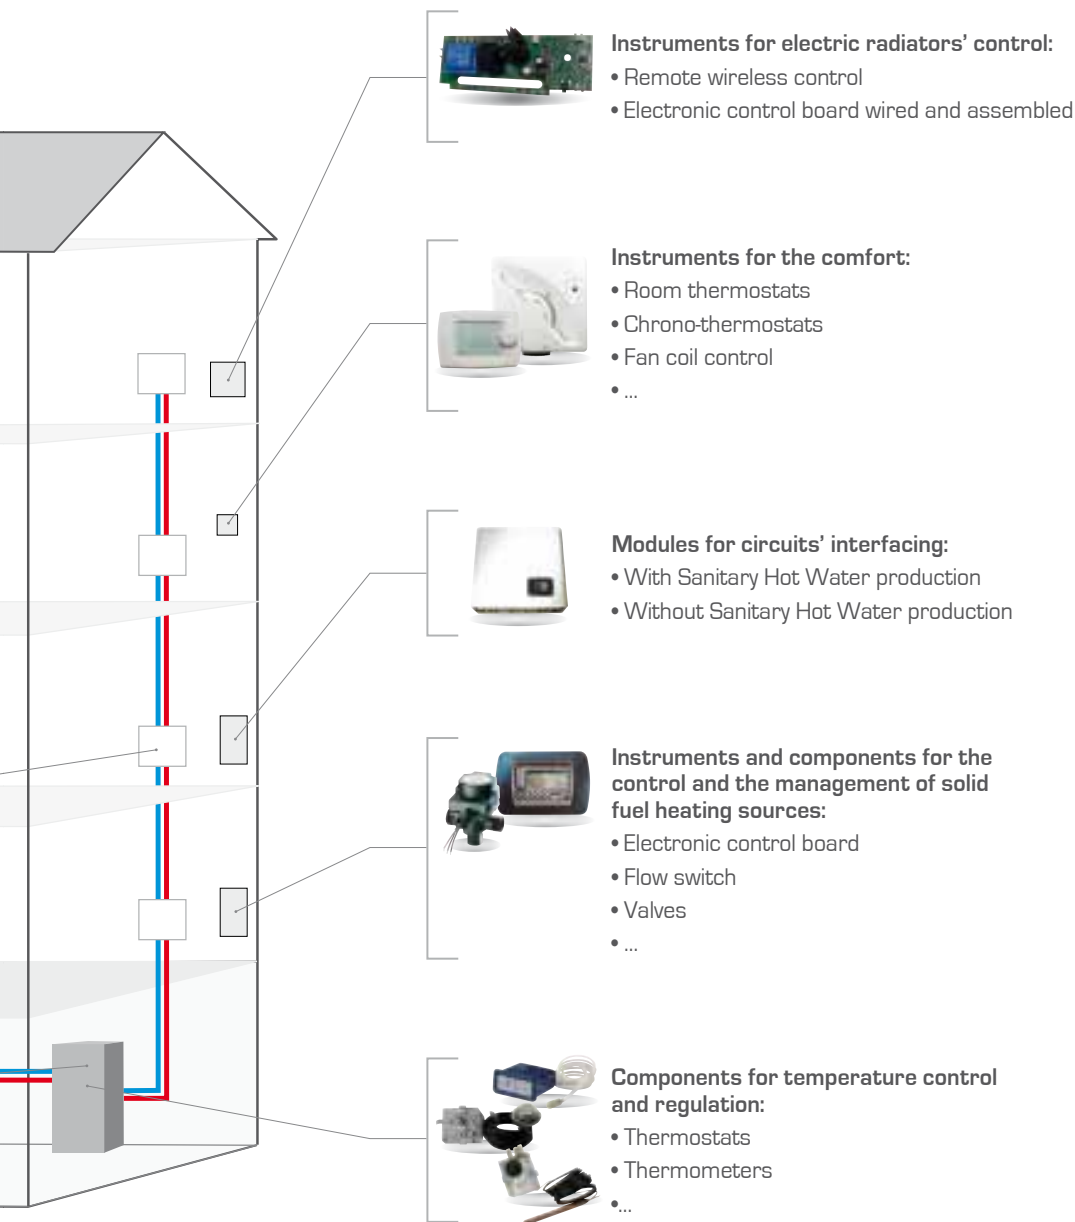 Instruments for electric radiators’ control:
• Remote wireless control
• Electronic control board wired and assembled
Instruments for the comfort:
• Room thermostats
• Chrono-thermostats
• Fan coil control
• ...
Modules for circuits’ interfacing:
• With Sanitary Hot Water production
• Without Sanitary Hot Water production
Instruments and components for the
control and the management of solid
fuel heating sources:
• Electronic control board
• Flow switch
• Valves
• ...
Components for temperature control
and regulation:
• Thermostats
• Thermometers
•...